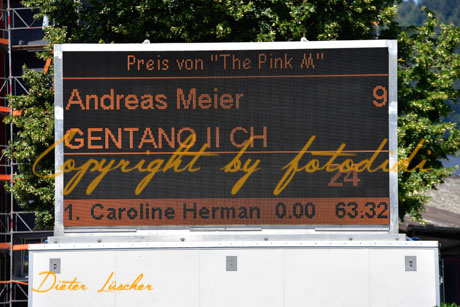 Preis von "The Pink M"
Andreas Meier 9
GENTANO II CH
Copyright by fotodidi
24
1. Caroline Herman 0.00 63.32
Dieter Lüscher